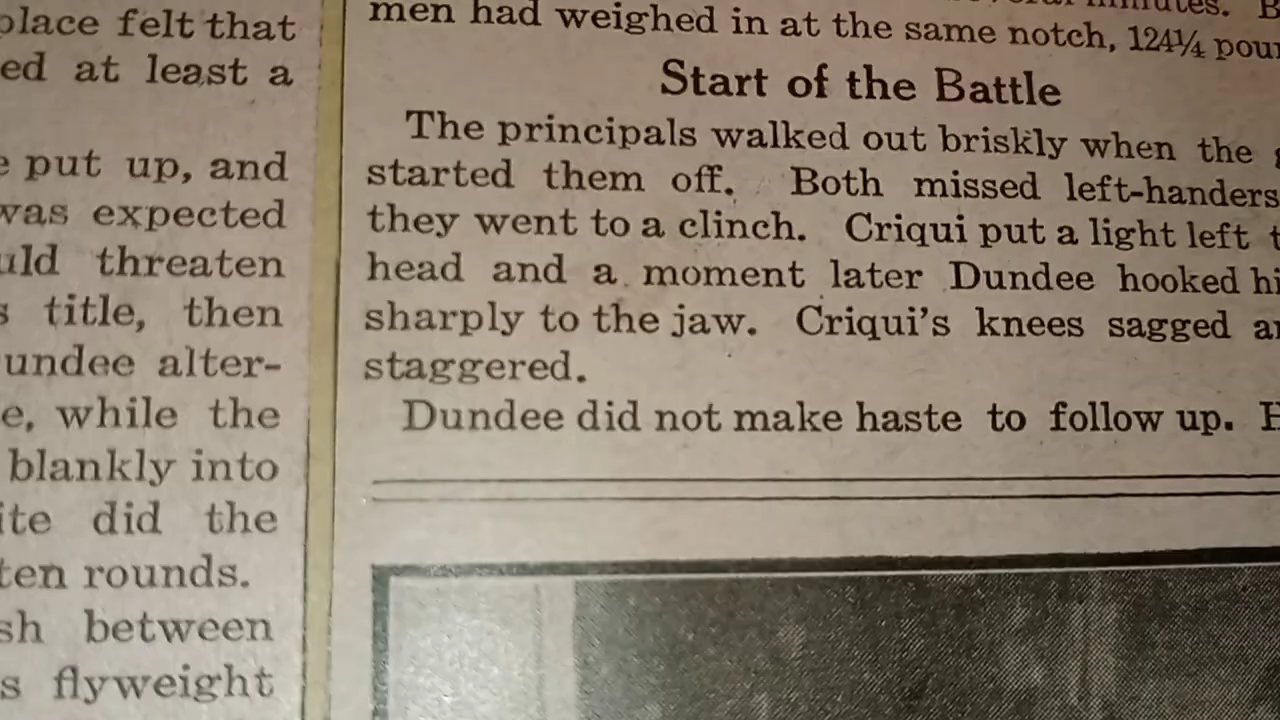 place felt that
ed at least a
put up, and
was expected
uld threaten
s title, then
undee alter-
e, while the
blankly into
ite did the
ten rounds.
sh between
s flyweight
minutes. B
men had weighed in at the same notch, 124¼ pou
Start of the Battle
The principals walked out briskly when the
started them off. Both missed left-handers
they went to a clinch. Criqui put a light left t
head and a moment later Dundee hooked hi
sharply to the jaw. Criqui's knees sagged a
staggered.
Dundee did not make haste to follow up. H